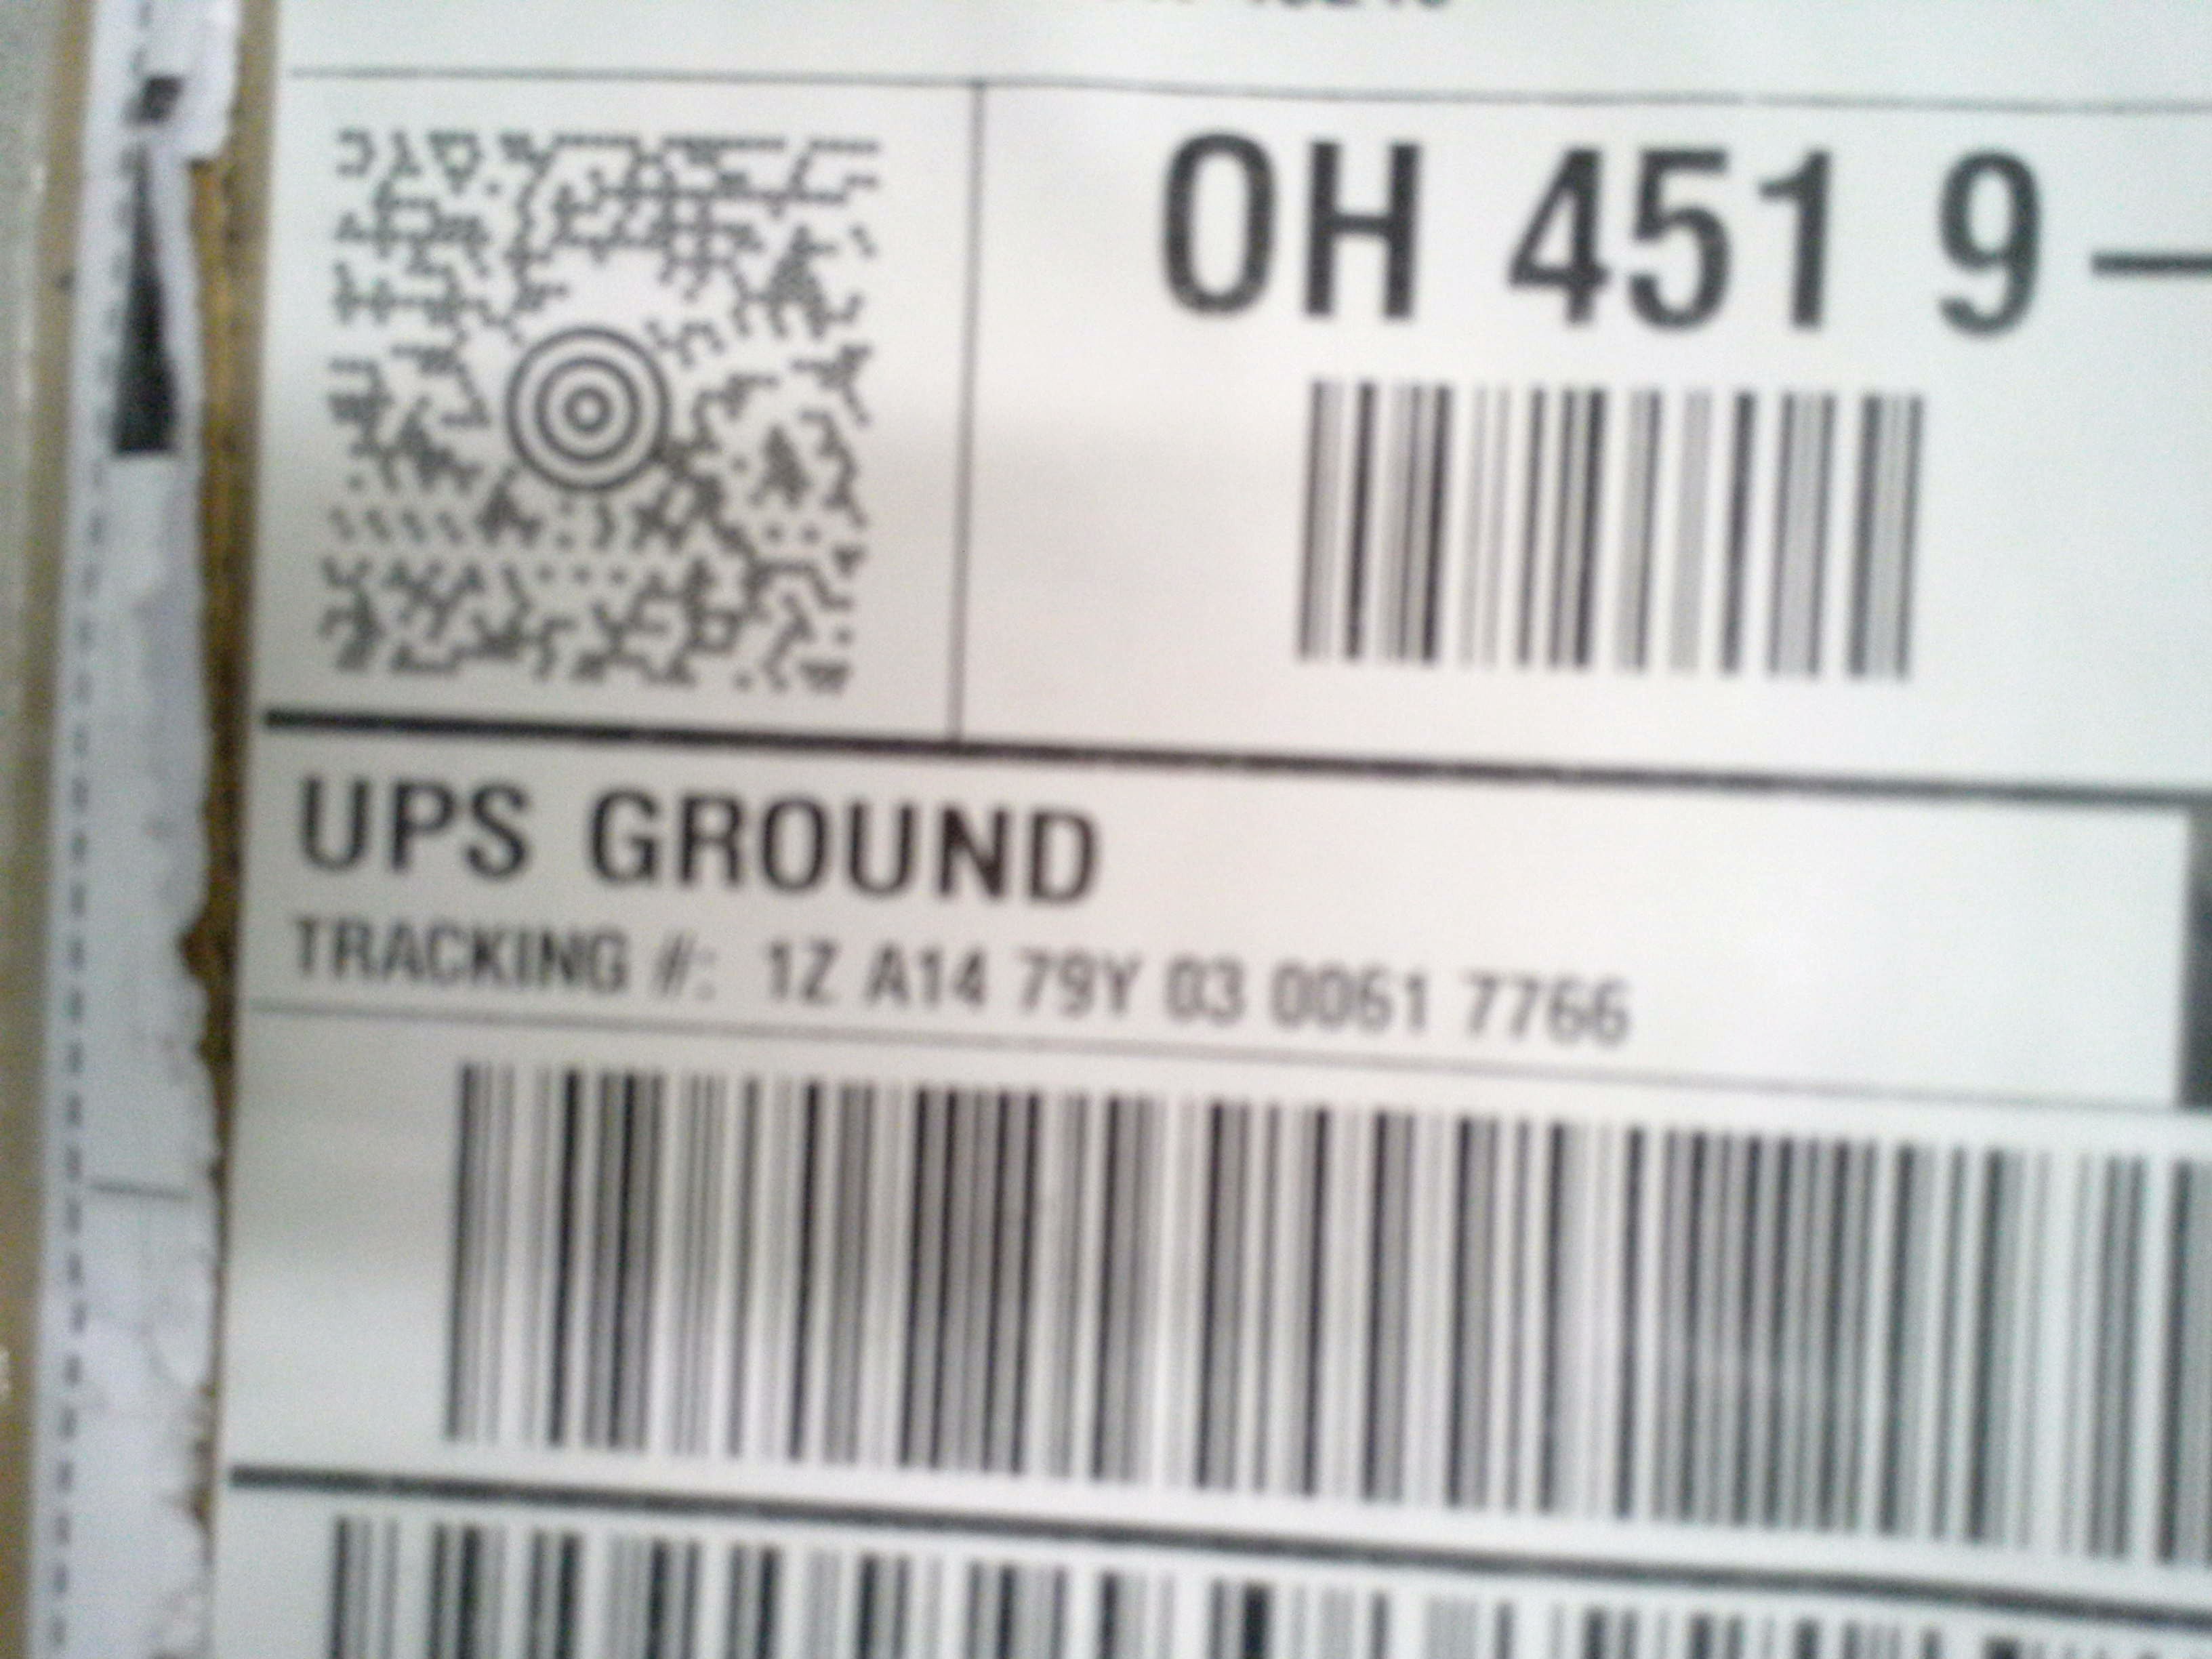 OH 451 9-
UPS GROUND
TRACKING #: 1Z A14 79Y 03 0061 7766